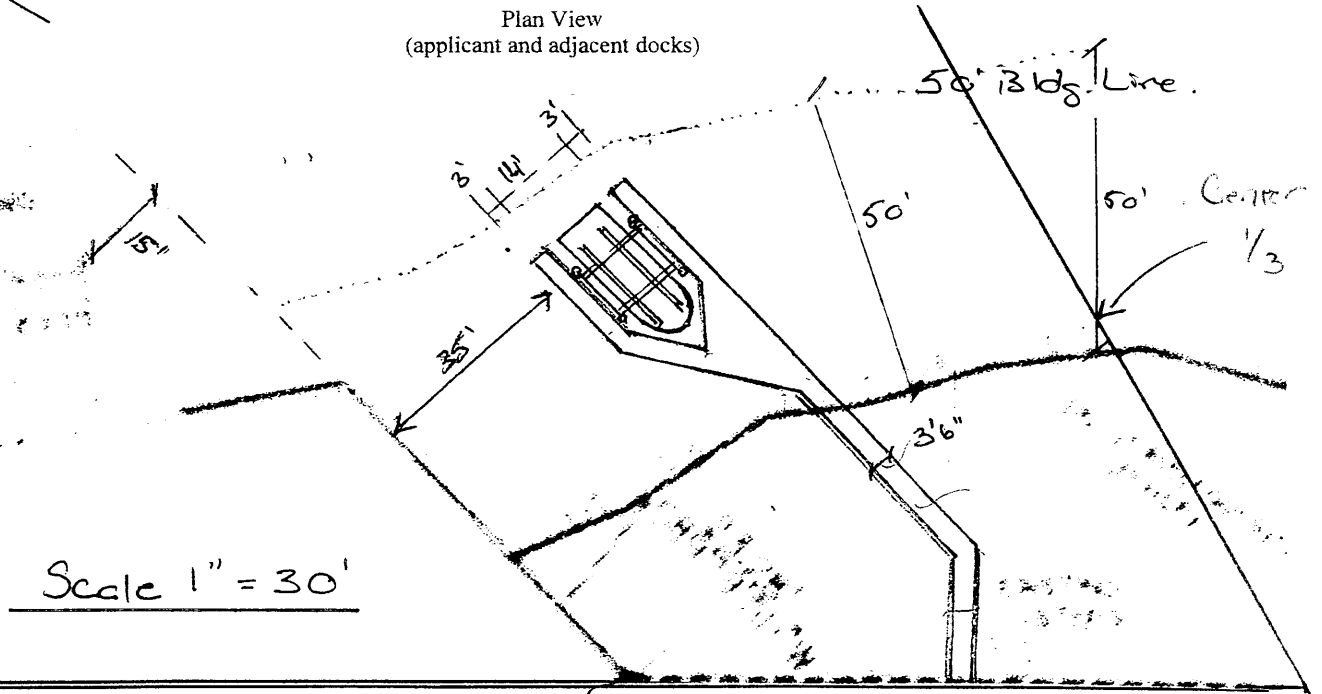 Plan View
(applicant and adjacent docks)
50' Bldg. Line.
3'
14'
3'
15"
50'
50'
Center
1/3
35'
3'6"
Scale 1" = 30'